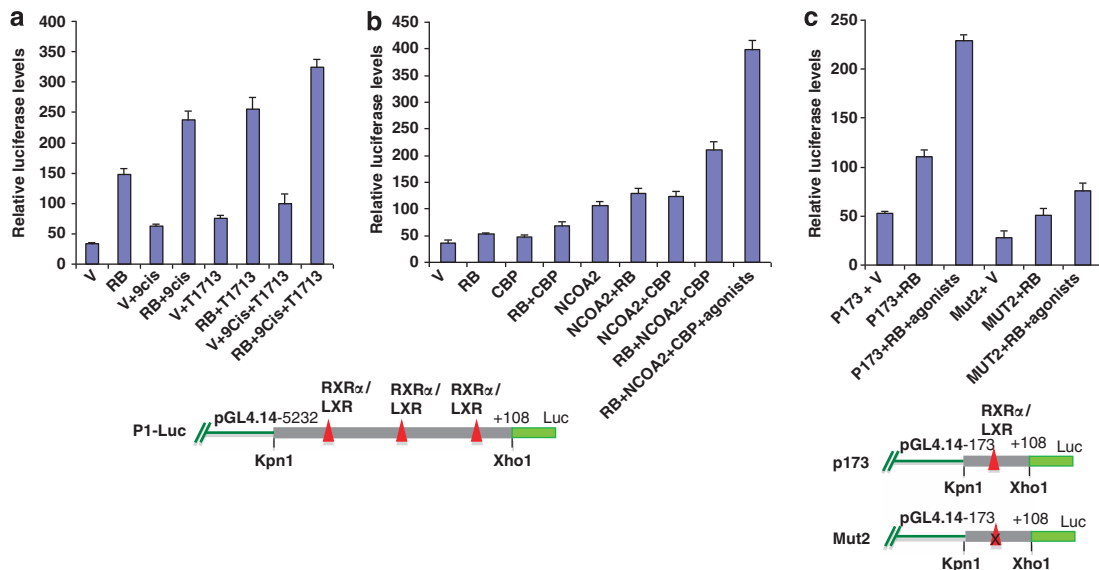 a
Relative luciferase levels
400
350
300
250
200
150
100
50
0
V
RB
V+9cis
RB+9cis
V+T1713
RB+T1713
V+9Cis+T1713
RB+9Cis+T1713
b
Relative luciferase levels
450
400
350
300
250
200
150
100
50
0
V
RB
CBP
RB+CBP
NCOA2
NCOA2+RB
NCOA2+CBP
RB+NCOA2+CBP
RB+NCOA2+CBP+agonists
c
Relative luciferase levels
250
200
150
100
50
0
P173 + V
P173+RB
P173+RB+agonists
Mut2+ V
MUT2+RB
MUT2+RB+agonists
RXRα/ RXRα/ RXRα/
LXR LXR LXR
pGL4.14-5232 +108 Luc
P1-Luc
Kpn1 Xho1
RXRα/
LXR
pGL4.14-173 +108 Luc
p173
Kpn1 Xho1
pGL4.14-173 +108 Luc
Mut2
X
Kpn1 Xho1